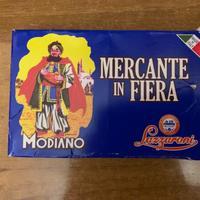 MERCANTE
IN FIERA
MODIANO
Lazzaroni